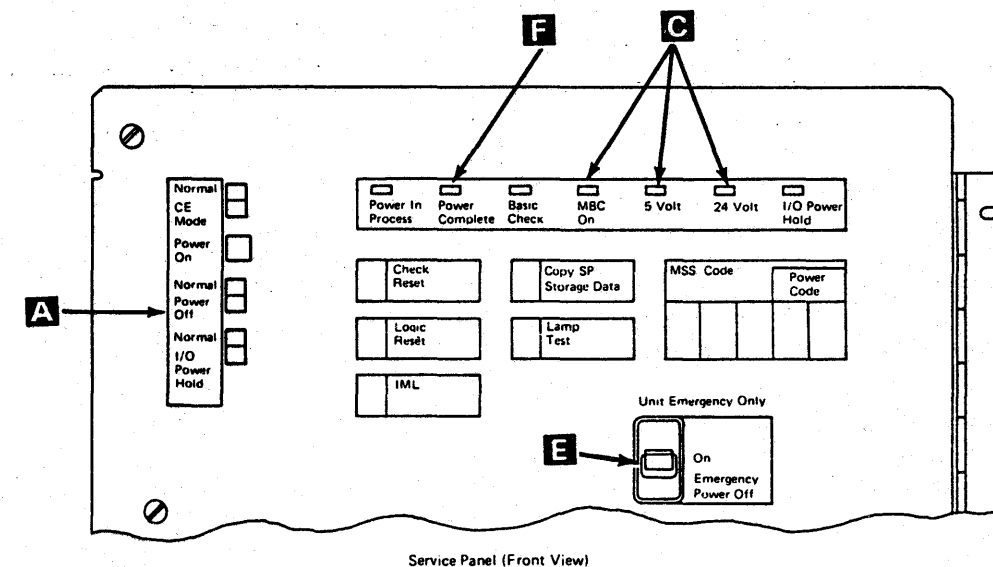 F
C
Normal
CE
Mode
Power
On
Normal
Power
Off
Normal
I/O
Power
Hold
A
Power In
Process
Power
Complete
Basic
Check
MBC
On
5 Volt
24 Volt
I/O Power
Hold
Check
Reset
Copy SP
Storage Data
MSS Code
Power
Code
Logic
Reset
Lamp
Test
IML
Unit Emergency Only
E
On
Emergency
Power Off
Service Panel (Front View)